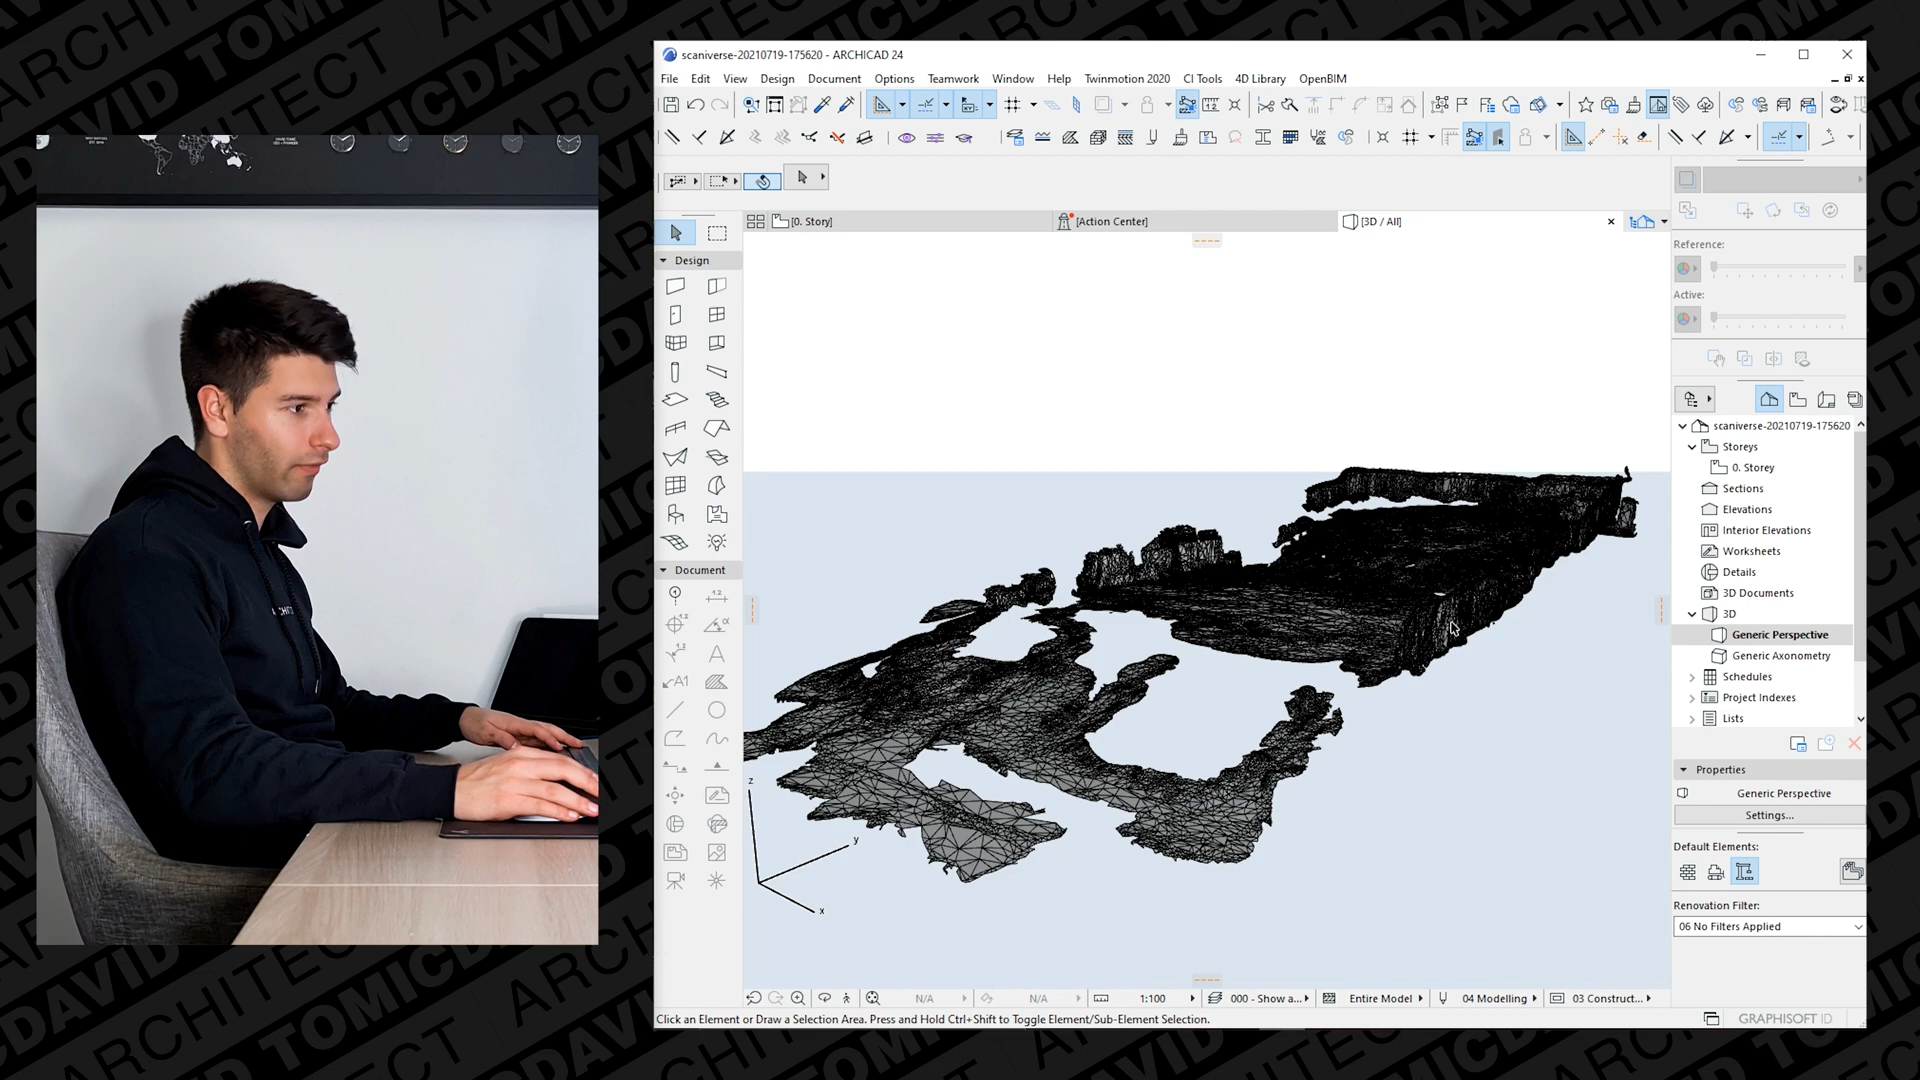 ARCHITECT
DAVID TOMIC
scaniverse-20210719-175620 - ARCHICAD 24
File Edit View Design Document Options Teamwork Window Help Twinmotion 2020 CI Tools 4D Library OpenBIM
[0. Story]
[Action Center]
[3D / All]
Design
Document
Reference:
Active:
scaniverse-20210719-175620
Storeys
0. Storey
Sections
Elevations
Interior Elevations
Worksheets
Details
3D Documents
3D
Generic Perspective
Generic Axonometry
Schedules
Project Indexes
Lists
Properties
Generic Perspective
Settings...
Default Elements:
Renovation Filter:
06 No Filters Applied
z
y
x
N/A N/A 1:100 000 - Show a... Entire Model 04 Modelling 03 Construct...
Click an Element or Draw a Selection Area. Press and Hold Ctrl+Shift to Toggle Element/Sub-Element Selection.
GRAPHISOFT ID